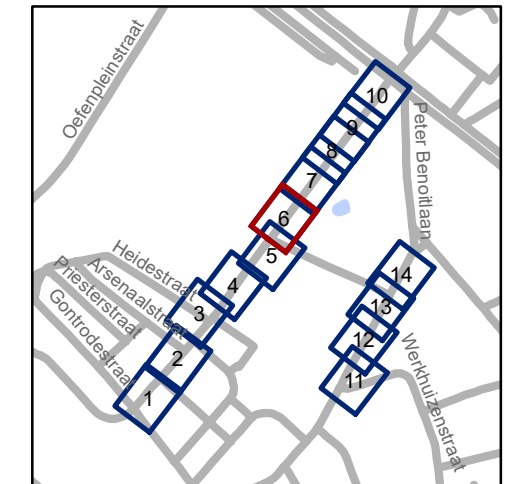 Oefenpleinstraat
Peter Benoitlaan
10
9
8
7
6
5
4
3
2
1
Heidestraat
Arsenaalstraat
Priesterstraat
Gontrodestraat
14
13
12
11
Werkhuizenstraat